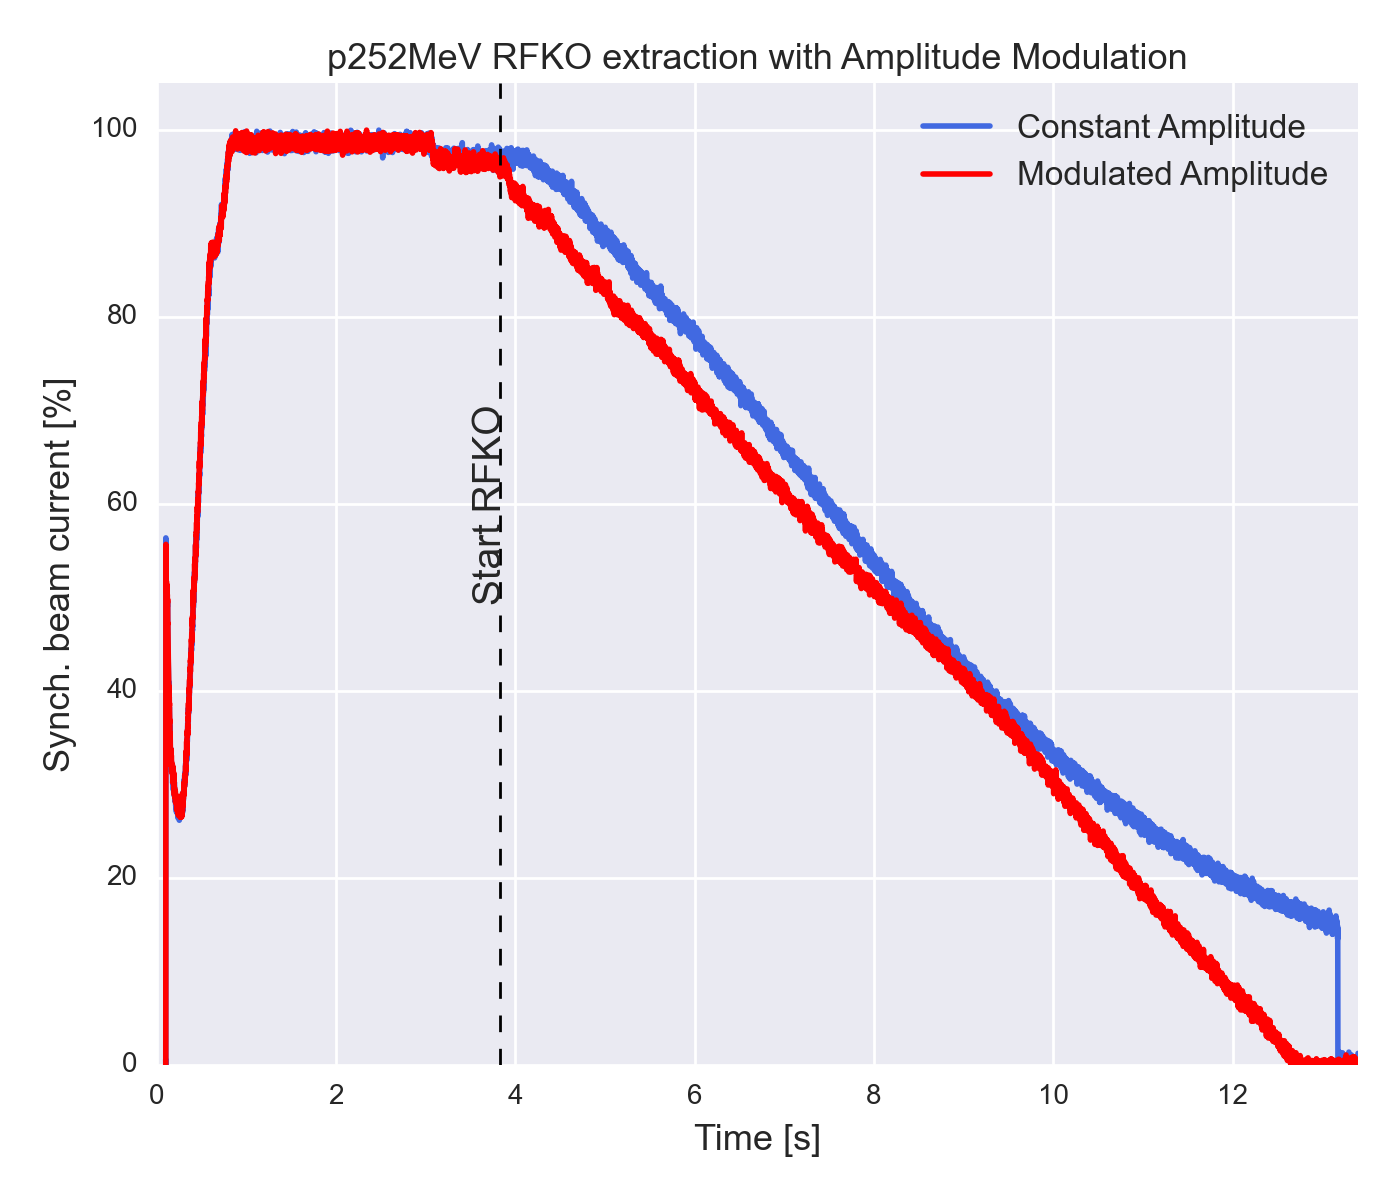 p252MeV RFKO extraction with Amplitude Modulation
Constant Amplitude
Modulated Amplitude
Synch. beam current [%]
100
80
60
40
20
0
Start RFKO
0 2 4 6 8 10 12
Time [s]